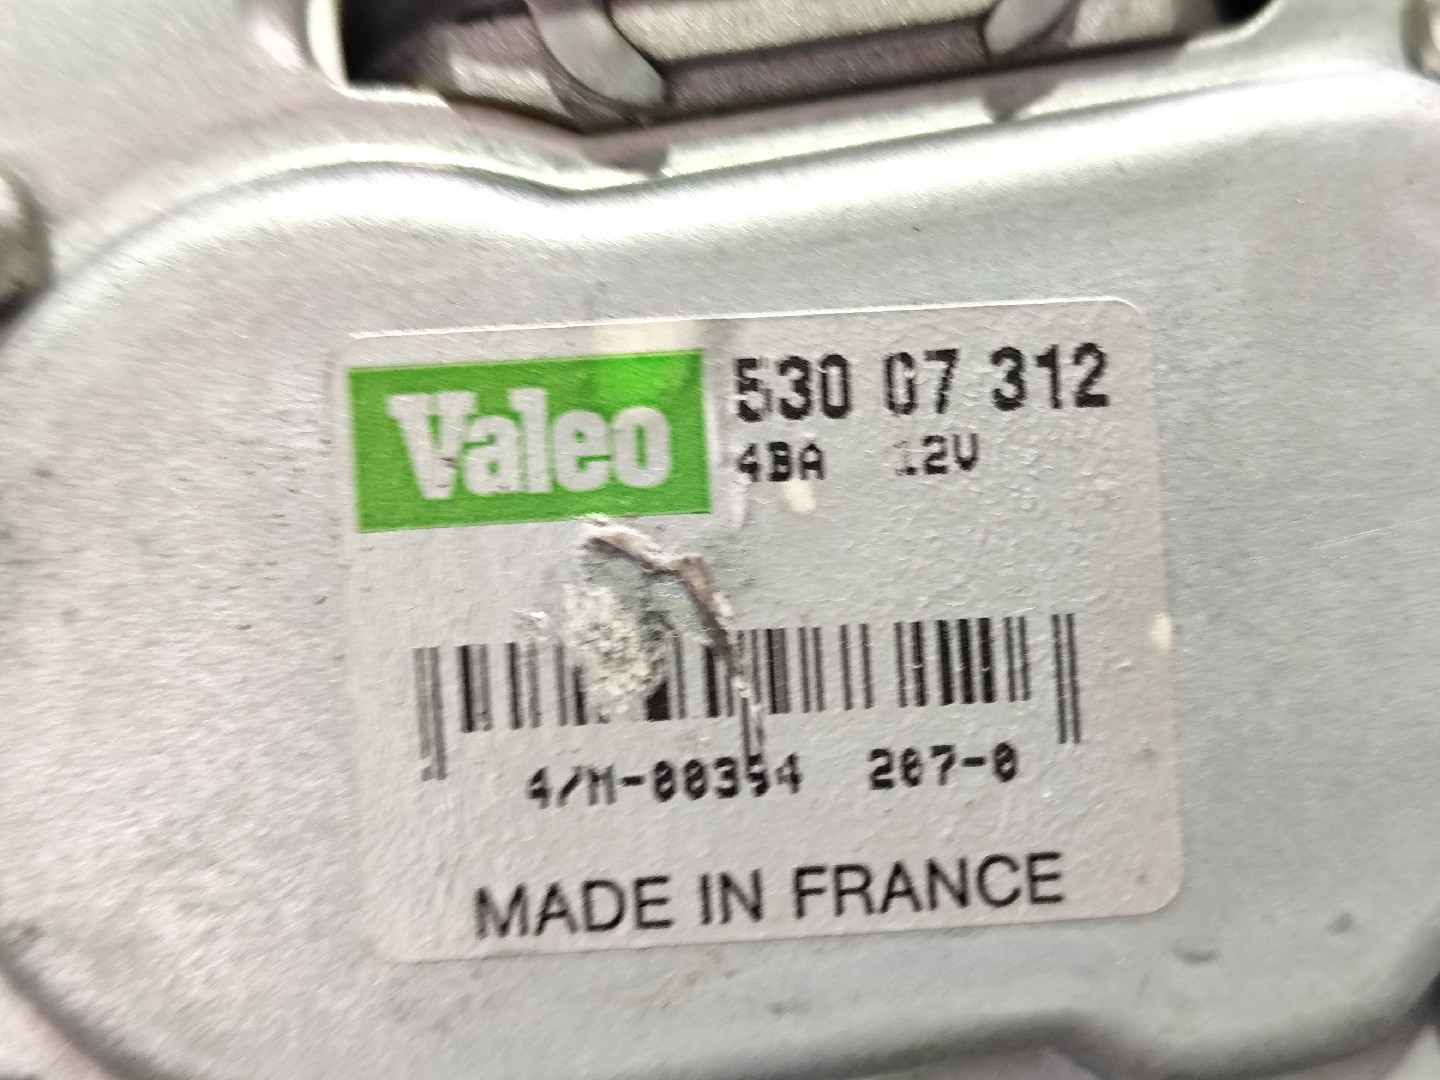 Valeo
530 07 312
4BA 12V
4/M-00354 207-0
MADE IN FRANCE